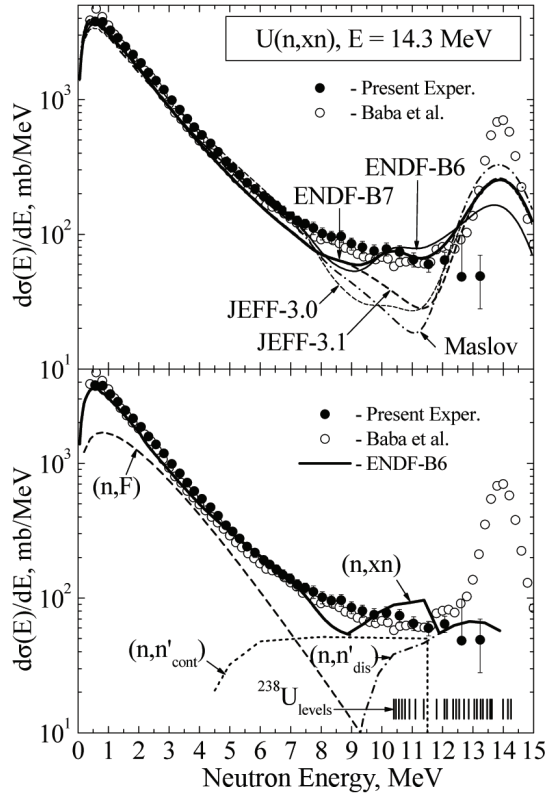 U(n,xn), E = 14.3 MeV
- Present Exper.
- Baba et al.
ENDF-B6
ENDF-B7
JEFF-3.0
JEFF-3.1
Maslov
10³
10²
10¹
dσ(E)/dE, mb/MeV
- Present Exper.
- Baba et al.
- ENDF-B6
(n,F)
(n,xn)
(n,n'cont)
(n,n'dis)
²³⁸U levels
10³
10²
10¹
dσ(E)/dE, mb/MeV
0 1 2 3 4 5 6 7 8 9 10 11 12 13 14 15
Neutron Energy, MeV